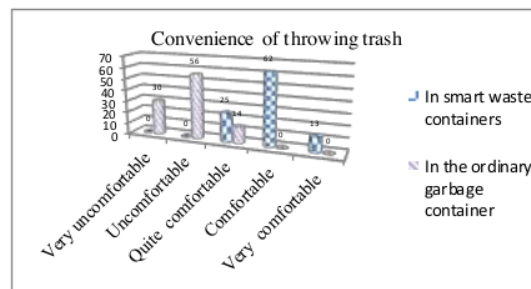 Convenience of throwing trash
70
60
50
40
30
20
10
0
0
30
0
56
25
14
62
0
13
0
Very uncomfortable
Uncomfortable
Quite comfortable
Comfortable
Very comfortable
In smart waste
containers
In the ordinary
garbage
container